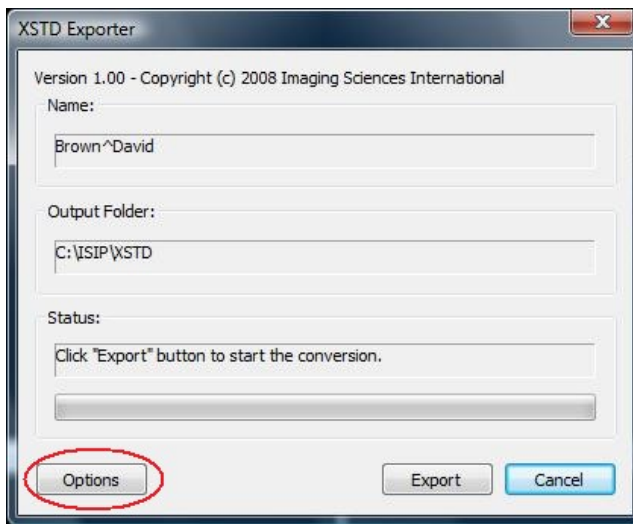 XSTD Exporter
Version 1.00 - Copyright (c) 2008 Imaging Sciences International
Name:
Brown^David
Output Folder:
C:\ISIP\XSTD
Status:
Click "Export" button to start the conversion.
Options Export Cancel